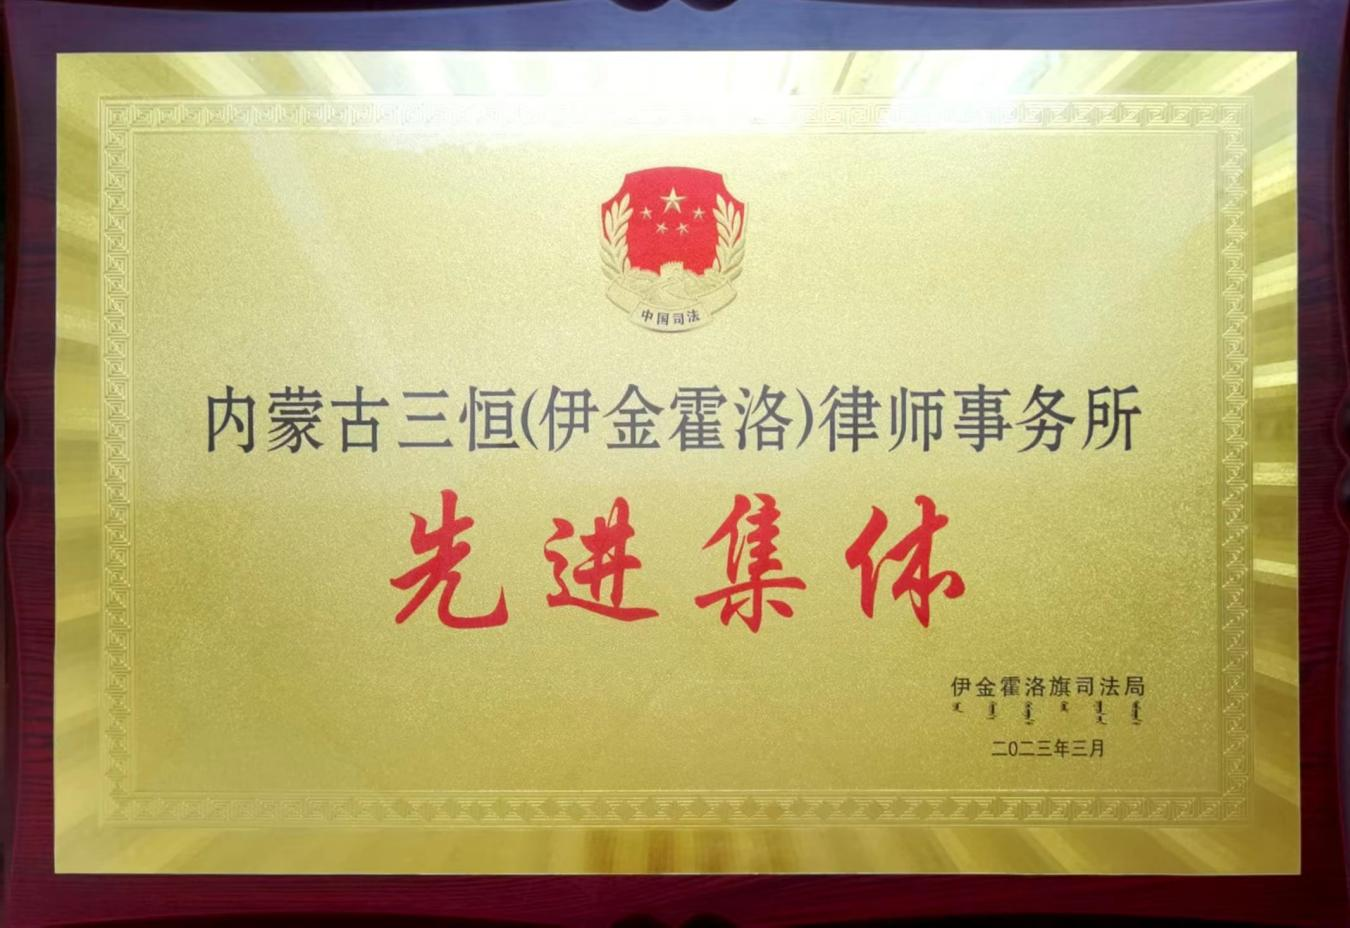 中国司法
内蒙古三恒(伊金霍洛)律师事务所
先进集体
伊金霍洛旗司法局
二〇二三年三月